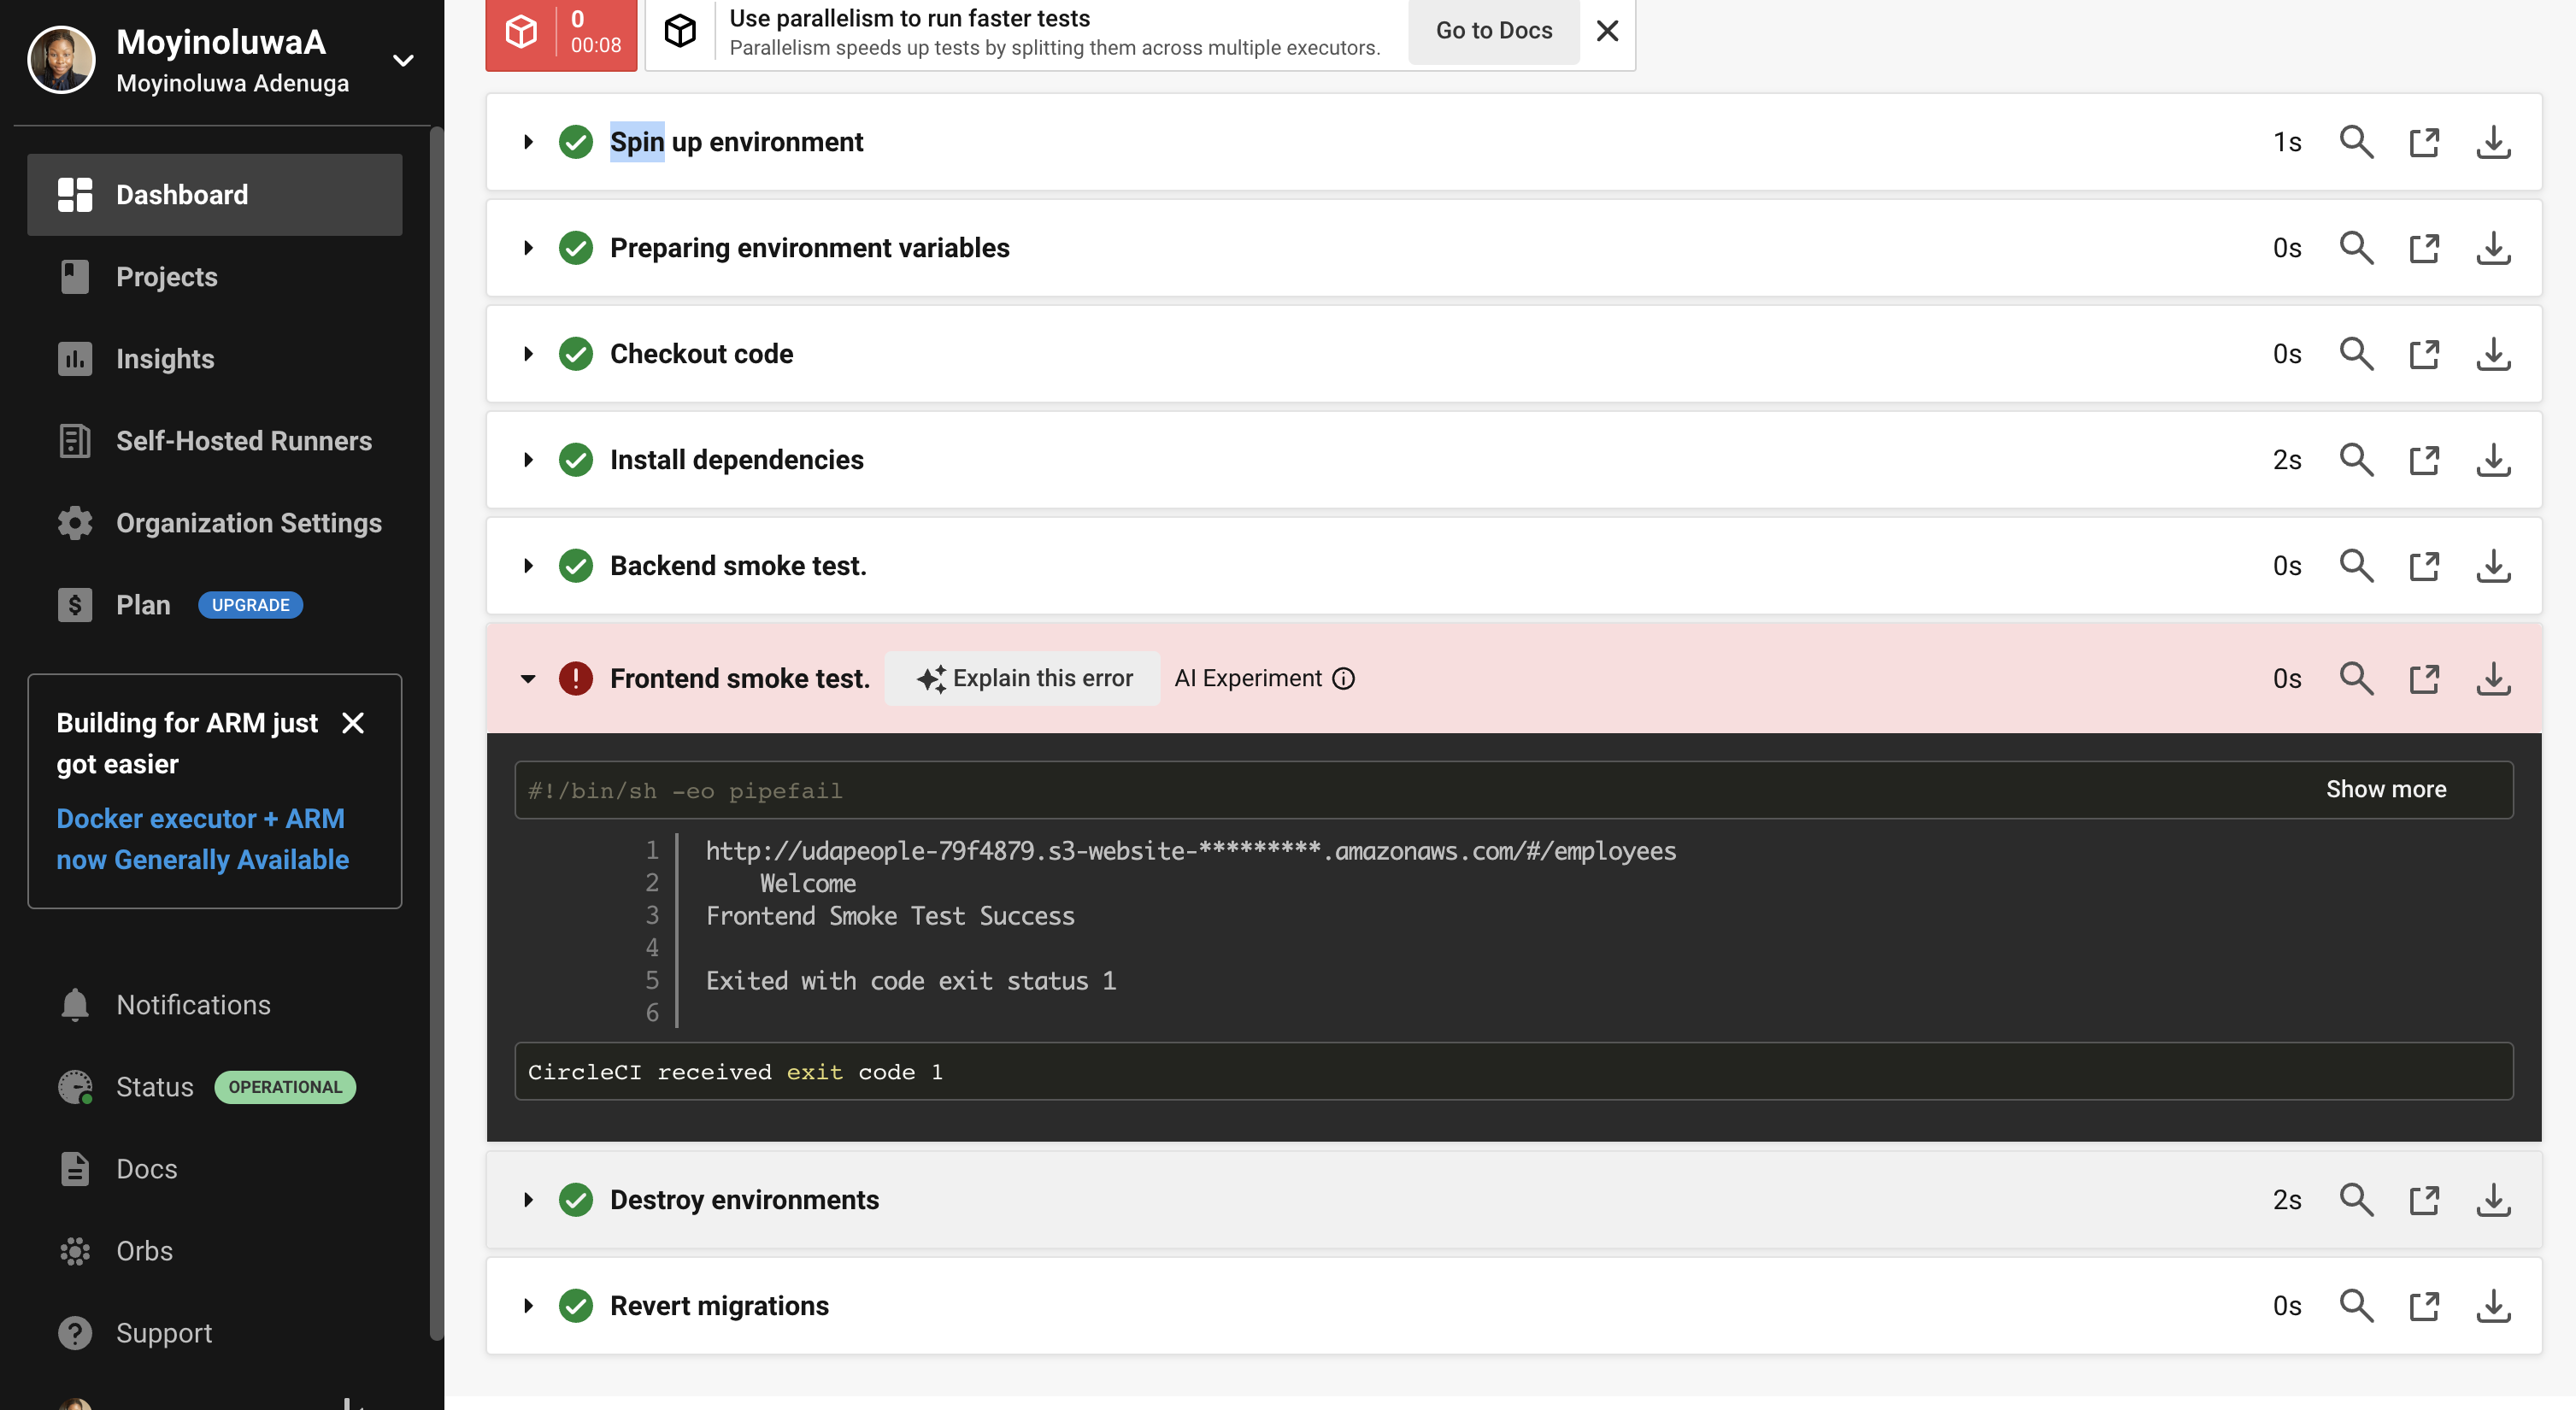 MoyinoluwaA
Moyinoluwa Adenuga
Dashboard
Projects
Insights
Self-Hosted Runners
Organization Settings
Plan UPGRADE
Building for ARM just
got easier
Docker executor + ARM
now Generally Available
Notifications
Status OPERATIONAL
Docs
Orbs
Support
0
00:08
Use parallelism to run faster tests
Parallelism speeds up tests by splitting them across multiple executors.
Go to Docs
Spin up environment 1s
Preparing environment variables 0s
Checkout code 0s
Install dependencies 2s
Backend smoke test. 0s
Frontend smoke test. Explain this error AI Experiment 0s
#!/bin/sh -eo pipefail Show more
1 http://udapeople-79f4879.s3-website-*********.amazonaws.com/#/employees
2 Welcome
3 Frontend Smoke Test Success
4
5 Exited with code exit status 1
6
CircleCI received exit code 1
Destroy environments 2s
Revert migrations 0s